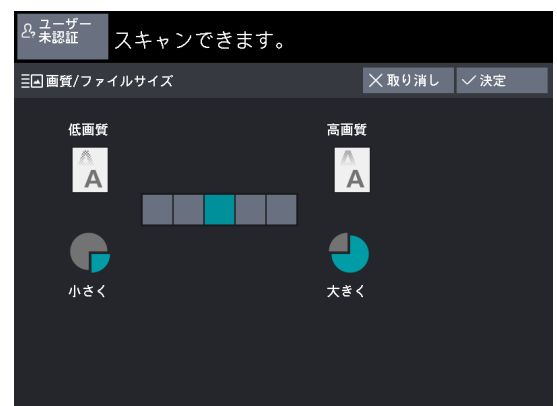 ユーザー
未認証
スキャンできます。
画質/ファイルサイズ
取り消し
決定
低画質
高画質
A
A
A
A
小さく
大きく